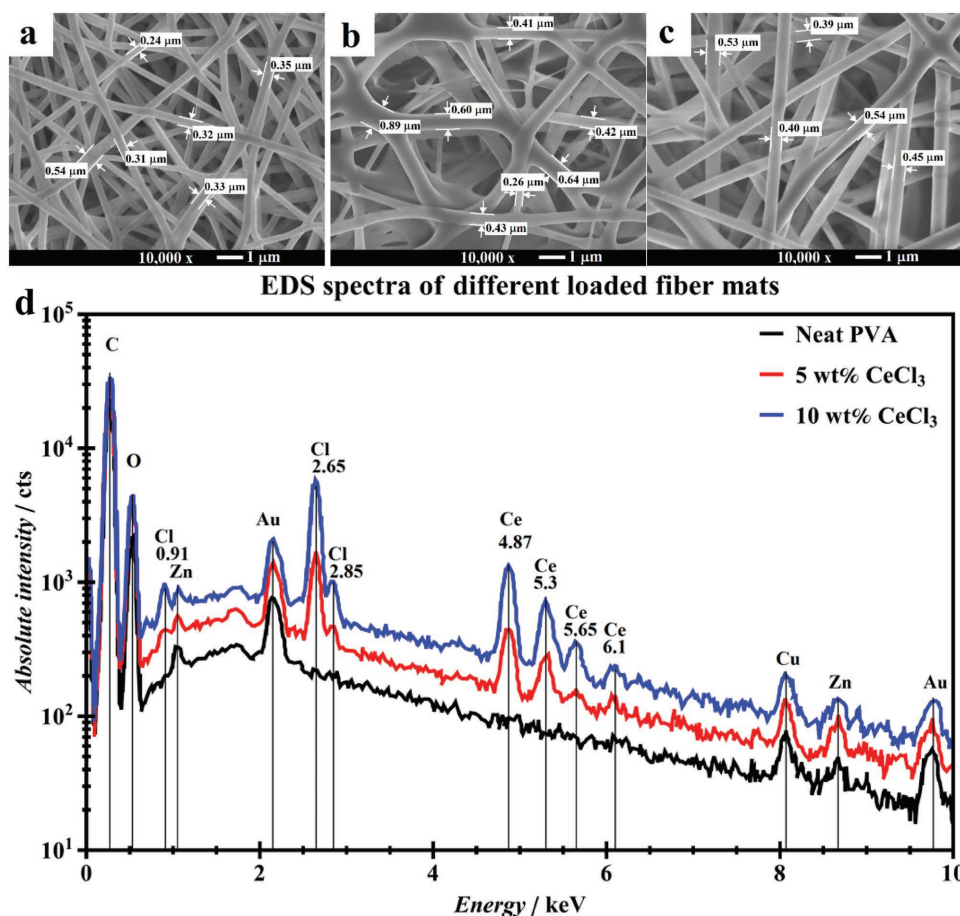 a
0.24 µm
0.35 µm
0.32 µm
0.31 µm
0.54 µm
0.33 µm
10,000 x 1 µm
b
0.41 µm
0.60 µm
0.89 µm
0.42 µm
0.26 µm
0.64 µm
0.43 µm
10,000 x 1 µm
c
0.39 µm
0.53 µm
0.54 µm
0.40 µm
0.45 µm
10,000 x 1 µm
EDS spectra of different loaded fiber mats
d
10⁵
10⁴
10³
10²
10¹
Absolute intensity / cts
Neat PVA
5 wt% CeCl₃
10 wt% CeCl₃
C
O
Cl
0.91
Zn
Au
Cl
2.65
Cl
2.85
Ce
4.87
Ce
5.3
Ce
5.65
Ce
6.1
Cu
Zn
Au
0 2 4 6 8 10
Energy / keV